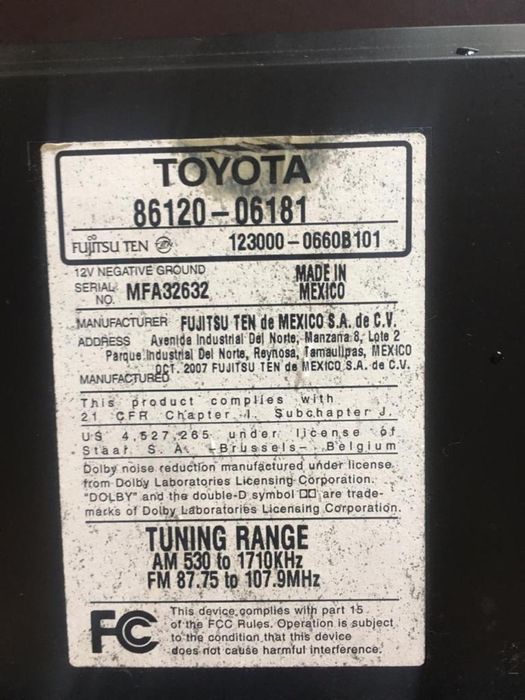 TOYOTA
86120-06181
FUJITSU TEN 123000-0660B101
12V NEGATIVE GROUND MADE IN
SERIAL MEXICO
NO. MFA32632
MANUFACTURER FUJITSU TEN de MEXICO S.A. de C.V.
ADDRESS Avenida Industrial Del Norte, Manzana 8, Lote 2
Parque Industrial Del Norte, Reynosa, Tamaulipas, MEXICO
OCT. 2007 FUJITSU TEN de MEXICO S.A. de C.V.
MANUFACTURED
This product complies with
21 CFR Chapter I. Subchapter J.
US 4,527,265 under license of
Staar S. A. -Brussels- Belgium
Dolby noise reduction manufactured under license
from Dolby Laboratories Licensing Corporation.
"DOLBY" and the double-D symbol are trade-
marks of Dolby Laboratories Licensing Corporation.
TUNING RANGE
AM 530 to 1710KHz
FM 87.75 to 107.9MHz
FC This device complies with part 15
of the FCC Rules. Operation is subject
to the condition that this device
does not cause harmful interference.